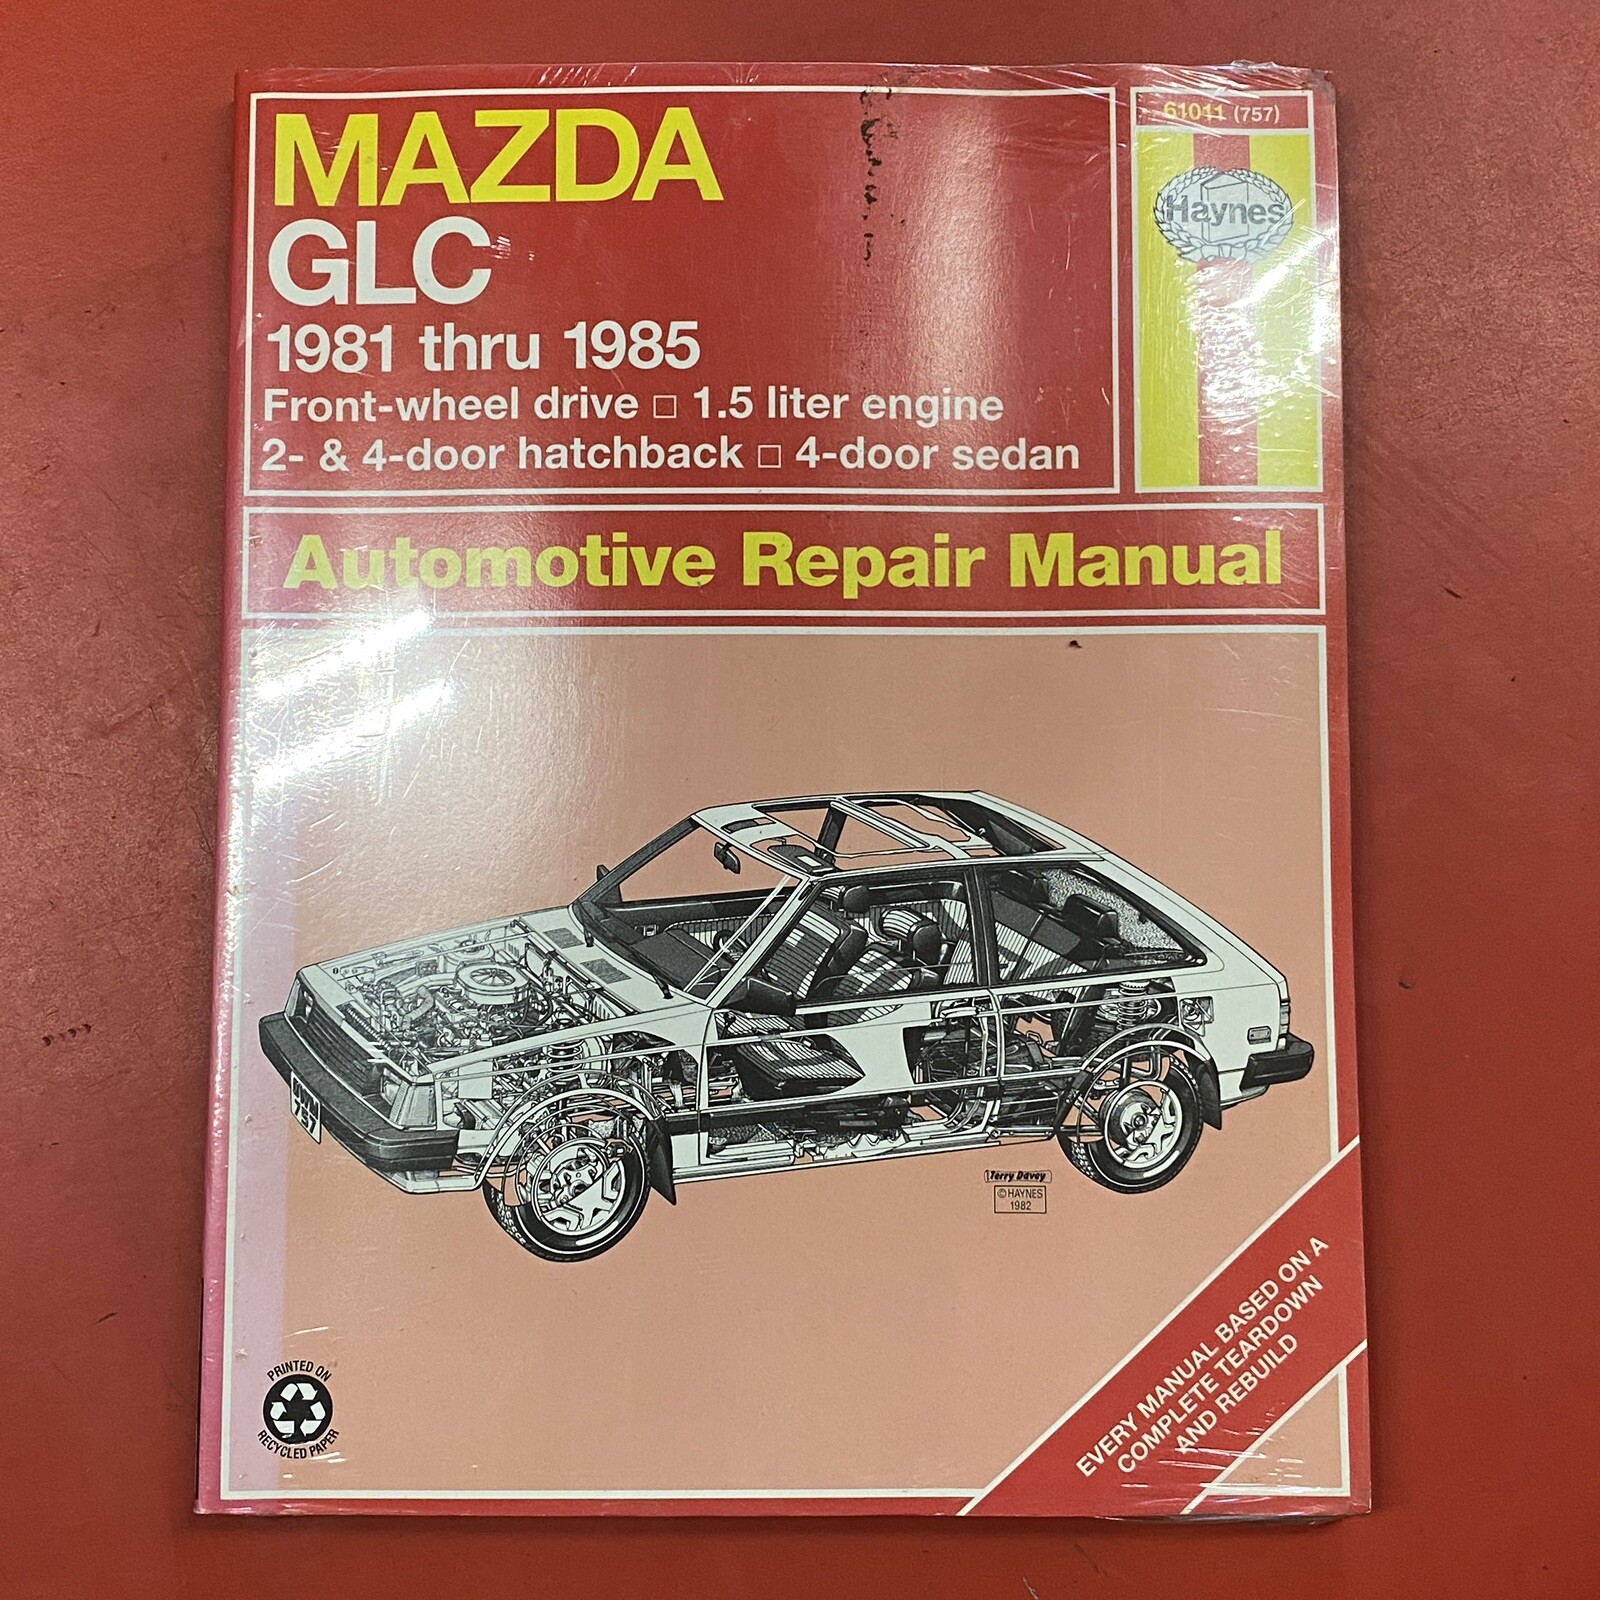 MAZDA
GLC
1981 thru 1985
Front-wheel drive □ 1.5 liter engine
2- & 4-door hatchback □ 4-door sedan
61011 (757)
Haynes
Automotive Repair Manual
Terry Davey
© HAYNES
1982
PRINTED ON
RECYCLED PAPER
EVERY MANUAL BASED ON A
COMPLETE TEARDOWN
AND REBUILD